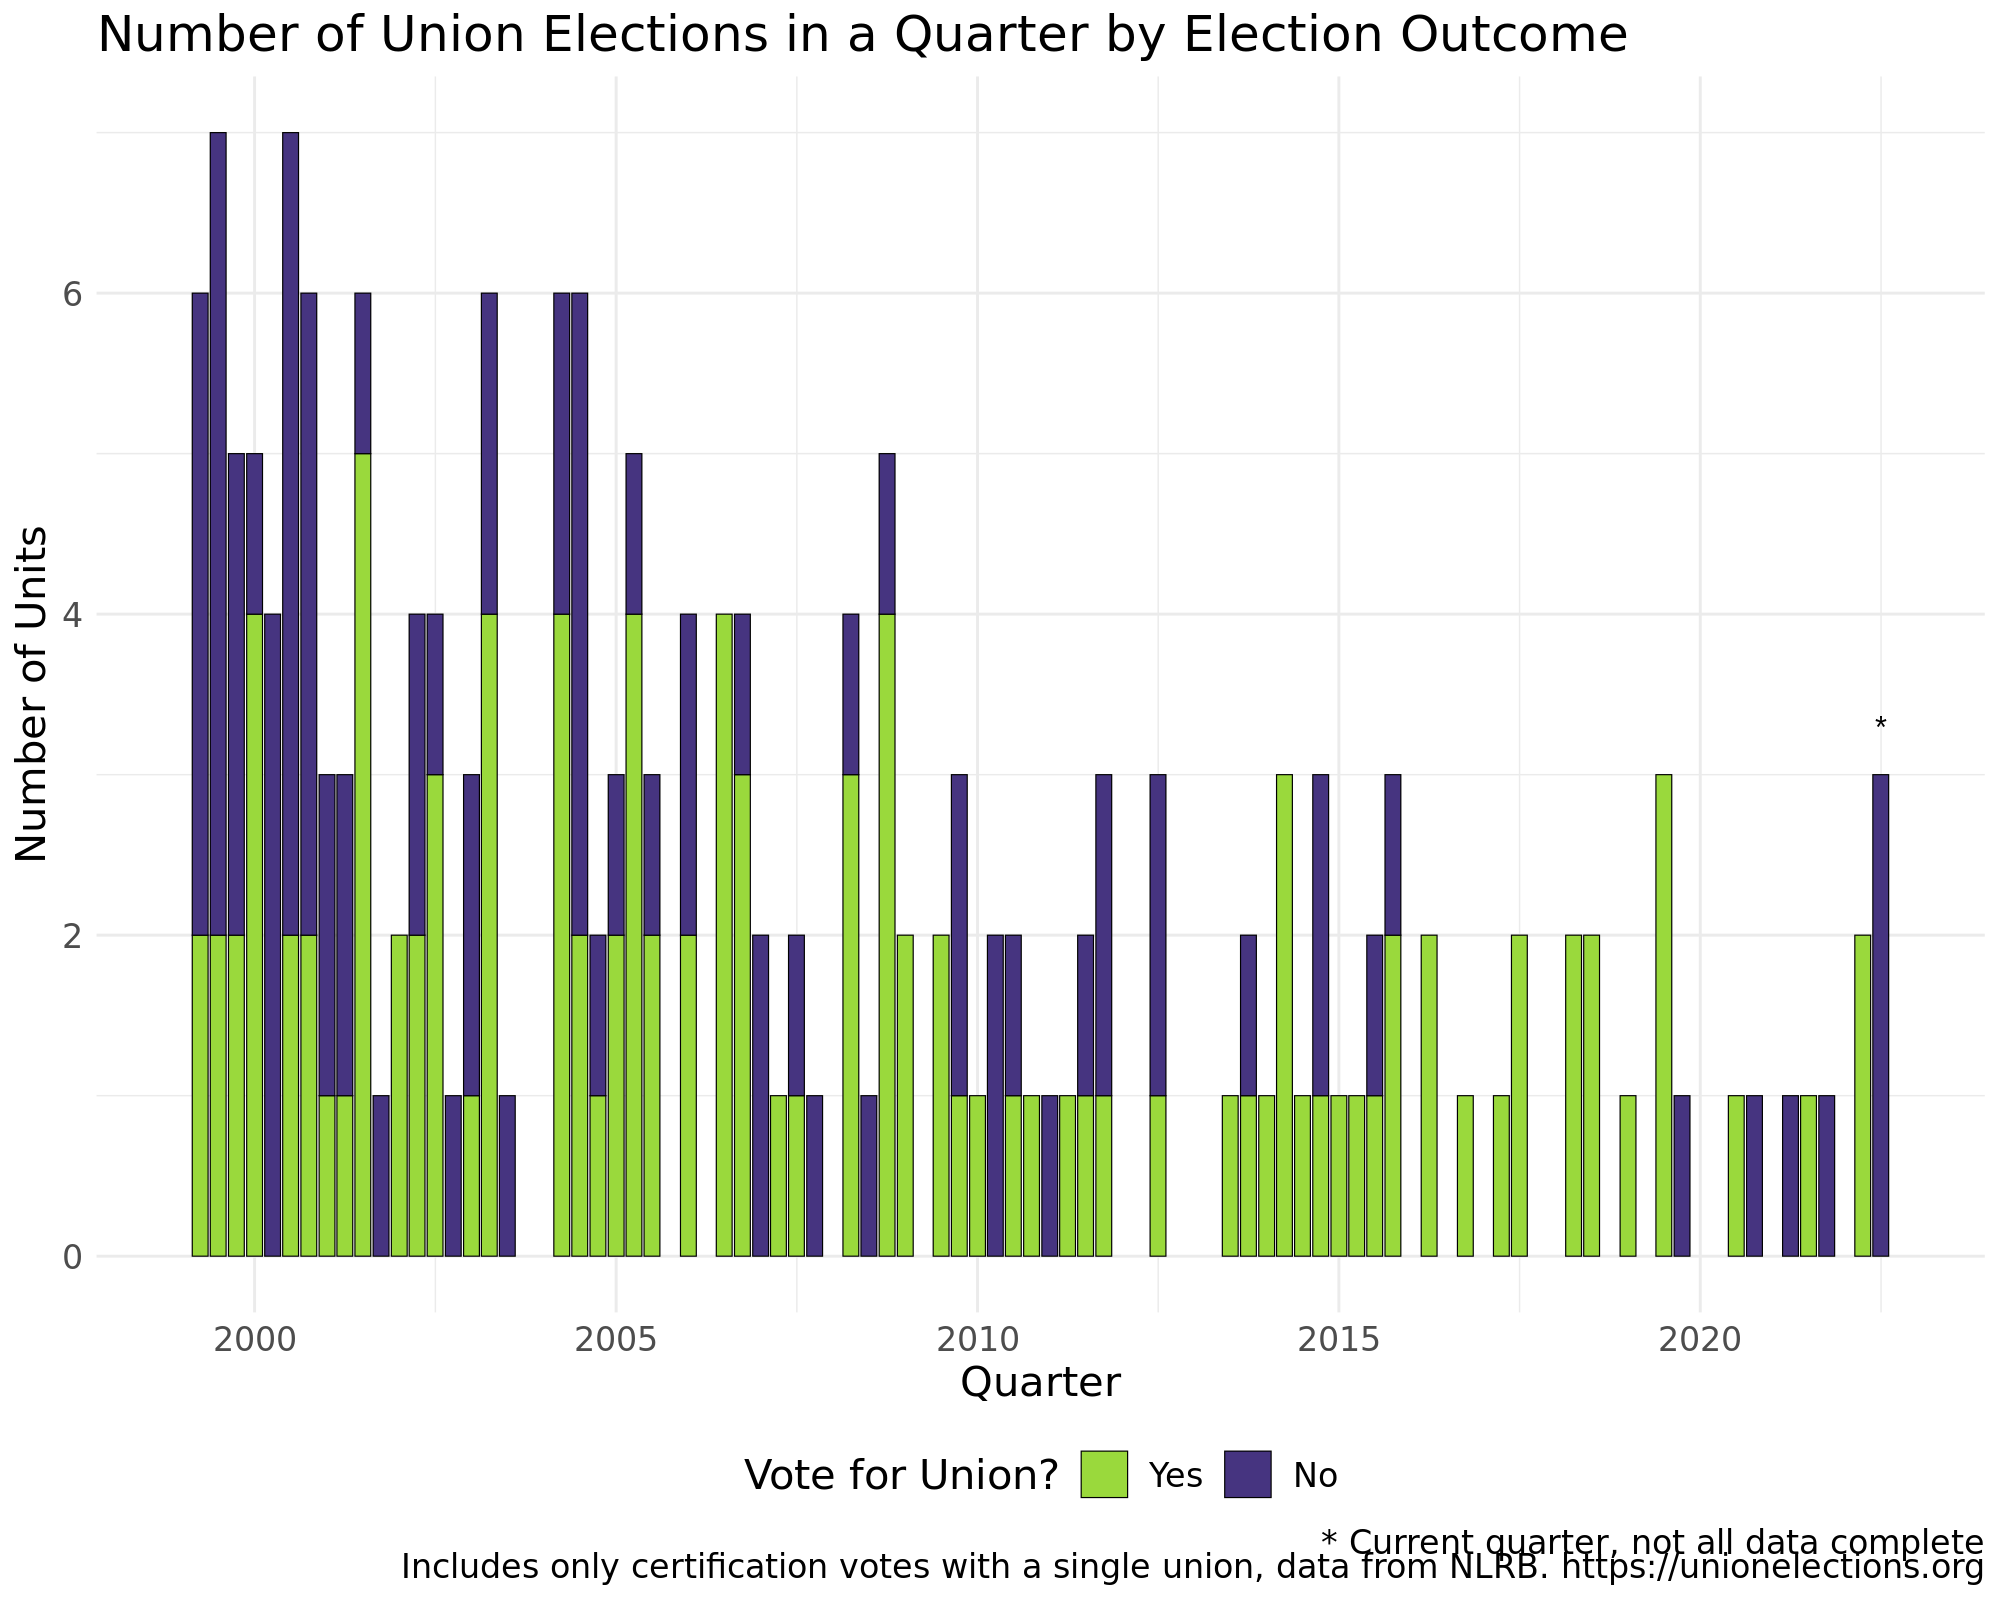 Number of Union Elections in a Quarter by Election Outcome
Number of Units
6
4
2
0
*
2000 2005 2010 2015 2020
Quarter
Vote for Union? Yes No
* Current quarter, not all data complete
Includes only certification votes with a single union, data from NLRB. https://unionelections.org